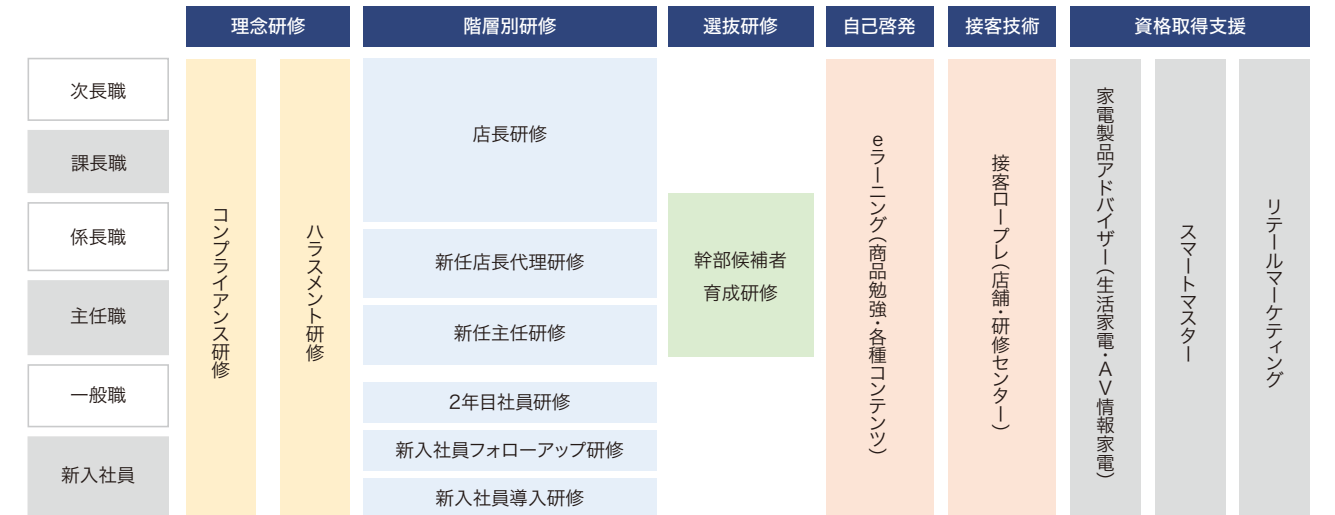 理念研修
階層別研修
選抜研修
自己啓発
接客技術
資格取得支援
次長職
課長職
係長職
主任職
一般職
新入社員
コンプライアンス研修
ハラスメント研修
店長研修
新任店長代理研修
新任主任研修
2年目社員研修
新入社員フォローアップ研修
新入社員導入研修
幹部候補者
育成研修
eラーニング(商品勉強・各種コンテンツ)
接客ロープレ(店舗・研修センター)
家電製品アドバイザー(生活家電・AV情報家電)
スマートマスター
リテールマーケティング